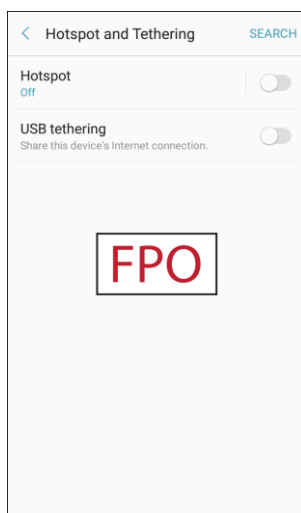 Hotspot and Tethering SEARCH
Hotspot
Off
USB tethering
Share this device's Internet connection.
FPO